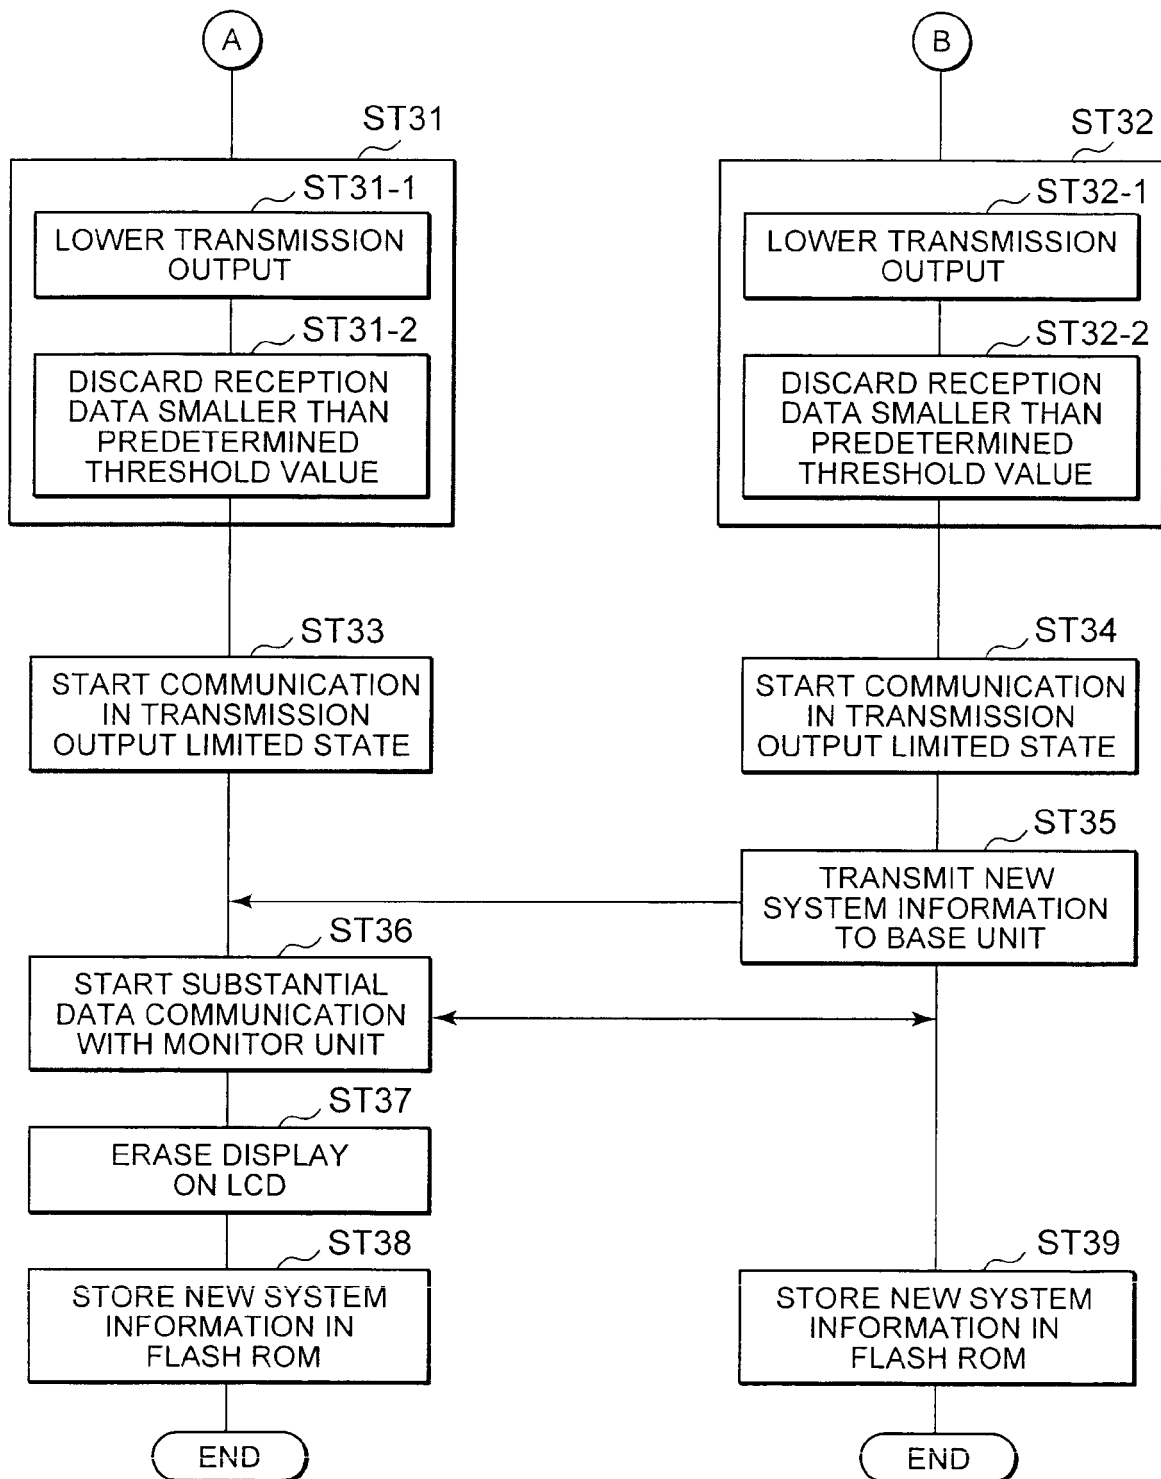 A
B
ST31
ST32
ST31-1
ST32-1
LOWER TRANSMISSION
OUTPUT
LOWER TRANSMISSION
OUTPUT
ST31-2
ST32-2
DISCARD RECEPTION
DATA SMALLER THAN
PREDETERMINED
THRESHOLD VALUE
DISCARD RECEPTION
DATA SMALLER THAN
PREDETERMINED
THRESHOLD VALUE
ST33
ST34
START COMMUNICATION
IN TRANSMISSION
OUTPUT LIMITED STATE
START COMMUNICATION
IN TRANSMISSION
OUTPUT LIMITED STATE
ST35
TRANSMIT NEW
SYSTEM INFORMATION
TO BASE UNIT
ST36
START SUBSTANTIAL
DATA COMMUNICATION
WITH MONITOR UNIT
ST37
ERASE DISPLAY
ON LCD
ST38
ST39
STORE NEW SYSTEM
INFORMATION IN
FLASH ROM
STORE NEW SYSTEM
INFORMATION IN
FLASH ROM
END
END